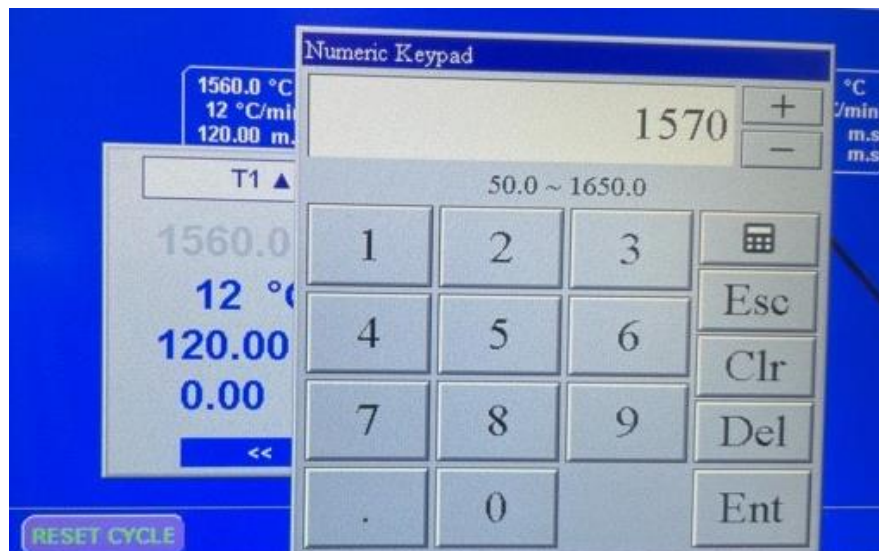 Numeric Keypad
1560.0 °C
12 °C/min
120.00 m.
°C
/min
m.s
m.s
1570
+
−
50.0 ~ 1650.0
T1 ▲
1560.0
12 °C
120.00
0.00
<<
1 2 3
Esc
4 5 6
Clr
7 8 9
Del
. 0
Ent
RESET CYCLE